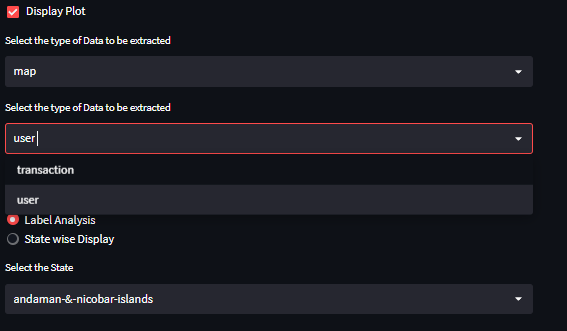 Display Plot
Select the type of Data to be extracted
map
Select the type of Data to be extracted
user
transaction
user
Label Analysis
State wise Display
Select the State
andaman-&-nicobar-islands